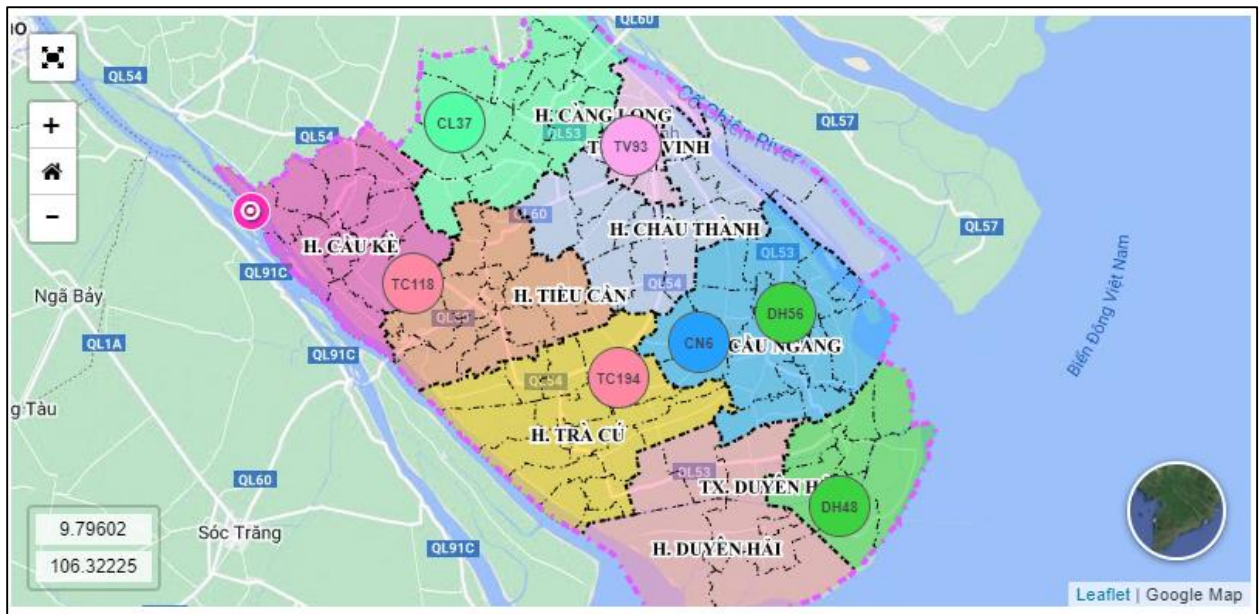 QL60
QL54
+
−
CL37
QL54
H. CÀNG LONG
QL53
QL57
TV93
VINH
Cổ Chiên River
QL60
H. CHÂU THÀNH
QL57
H. CẦU KÈ
QL53
QL91C
TC118
QL54
Ngã Bảy
H. TIỂU CẦN
DH56
Biển Đông Việt Nam
QL1A
CN6
CẦU NGANG
QL91C
TC194
QL54
g Tàu
H. TRÀ CÚ
QL53
QL60
TX. DUYÊN H
DH48
9.79602
Sóc Trăng
QL91C
H. DUYÊN HẢI
106.32225
Leaflet | Google Map